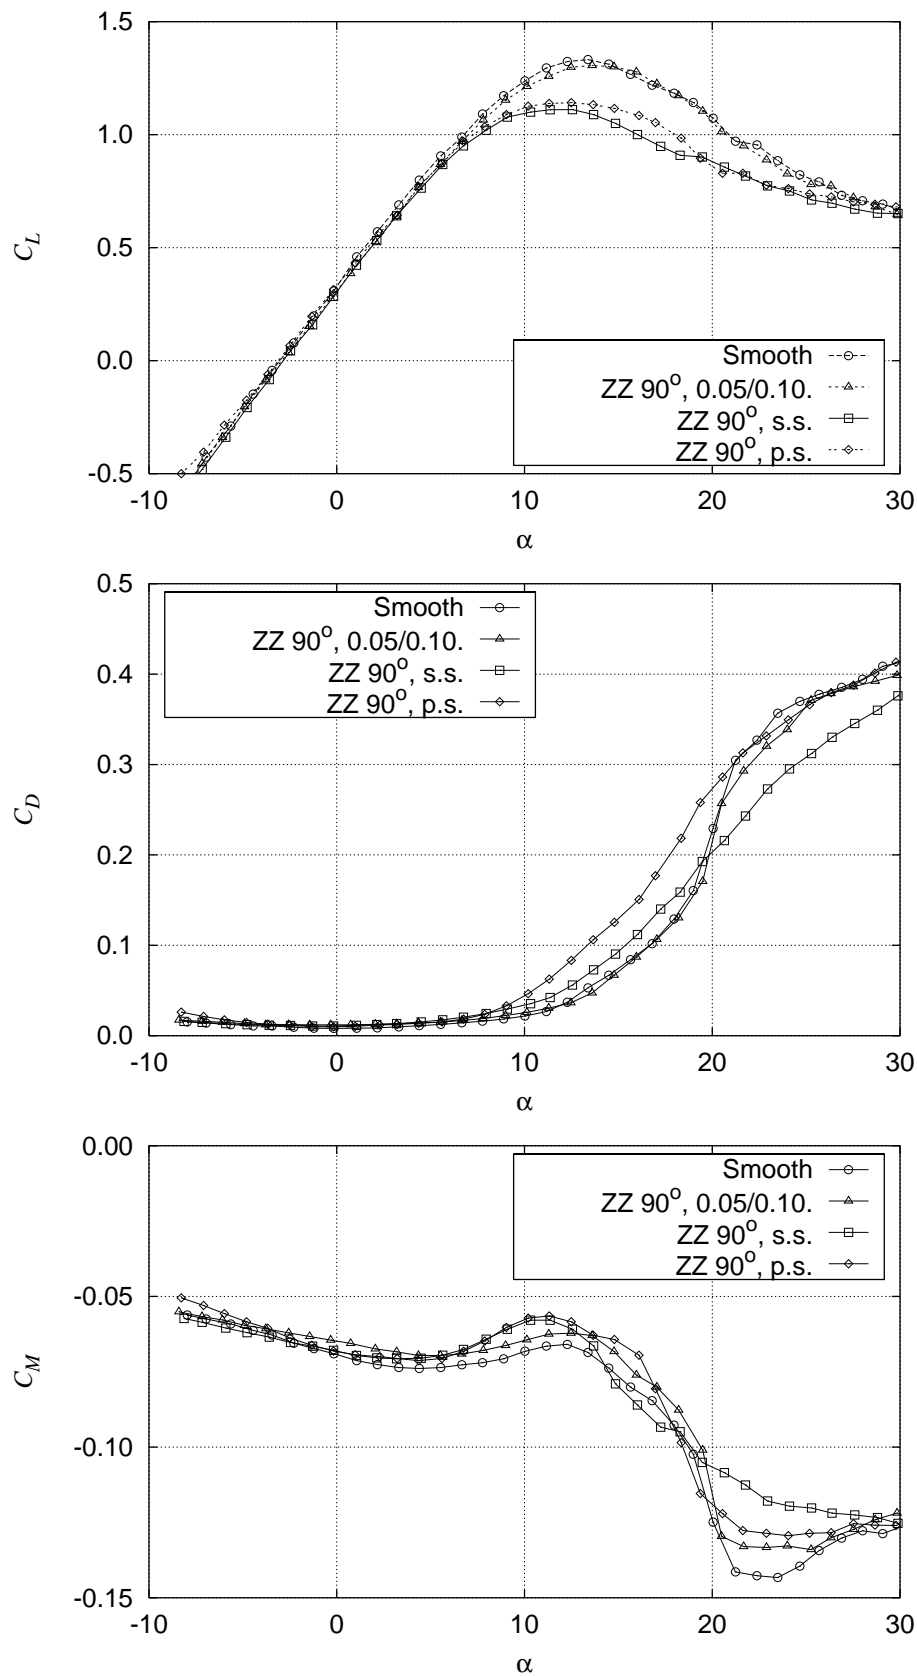 1.5
1.0
0.5
0.0
-0.5
C_L
Smooth
ZZ 90°, 0.05/0.10.
ZZ 90°, s.s.
ZZ 90°, p.s.
-10 0 10 20 30
α
0.5
0.4
0.3
0.2
0.1
0.0
C_D
Smooth
ZZ 90°, 0.05/0.10.
ZZ 90°, s.s.
ZZ 90°, p.s.
-10 0 10 20 30
α
0.00
-0.05
-0.10
-0.15
C_M
Smooth
ZZ 90°, 0.05/0.10.
ZZ 90°, s.s.
ZZ 90°, p.s.
-10 0 10 20 30
α